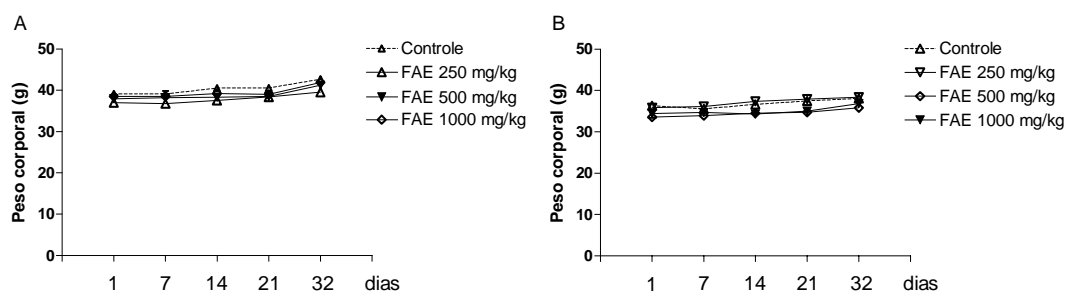 A
Peso corporal (g)
50
40
30
20
10
0
1 7 14 21 32 dias
Controle
FAE 250 mg/kg
FAE 500 mg/kg
FAE 1000 mg/kg
B
Peso corporal (g)
50
40
30
20
10
0
1 7 14 21 32 dias
Controle
FAE 250 mg/kg
FAE 500 mg/kg
FAE 1000 mg/kg